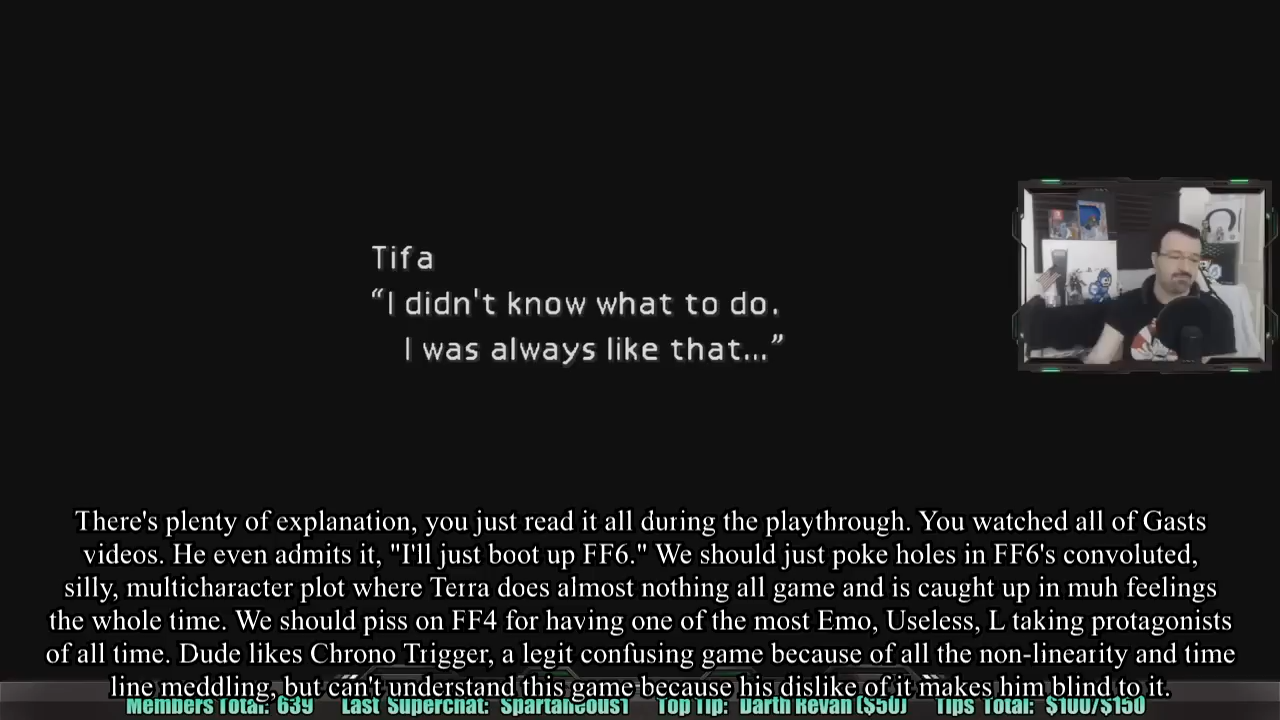 Tifa
“I didn't know what to do.
I was always like that...”
There's plenty of explanation, you just read it all during the playthrough. You watched all of Gasts
videos. He even admits it, "I'll just boot up FF6." We should just poke holes in FF6's convoluted,
silly, multicharacter plot where Terra does almost nothing all game and is caught up in muh feelings
the whole time. We should piss on FF4 for having one of the most Emo, Useless, L taking protagonists
of all time. Dude likes Chrono Trigger, a legit confusing game because of all the non-linearity and time
line meddling, but can't understand this game because his dislike of it makes him blind to it.
Members Total: 639 Last Superchat: Spartaneous1 Top Tip: Darth Revan ($50) Tips Total: $100/$150